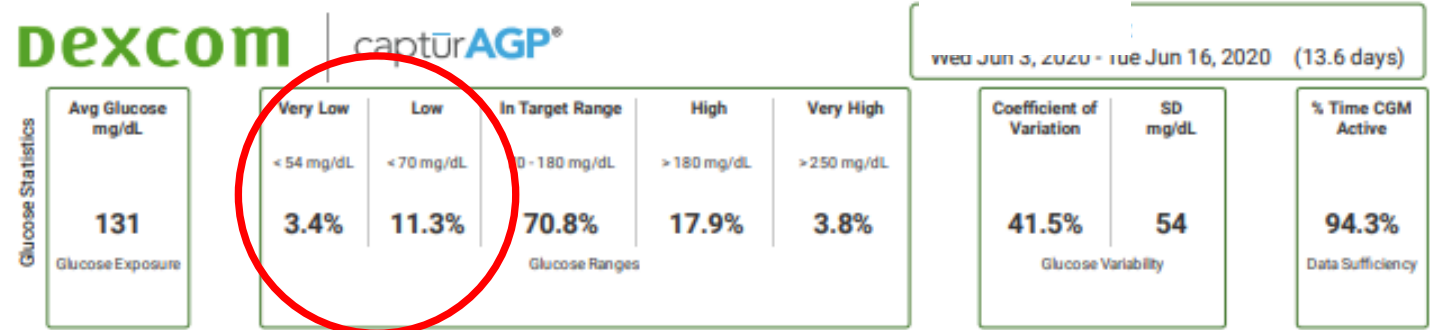 Dexcom captūrAGP®
Wed Jun 3, 2020 - Tue Jun 16, 2020 (13.6 days)
Glucose Statistics
Avg Glucose
mg/dL
131
Glucose Exposure
Very Low Low In Target Range High Very High
< 54 mg/dL < 70 mg/dL 0 - 180 mg/dL > 180 mg/dL > 250 mg/dL
3.4% 11.3% 70.8% 17.9% 3.8%
Glucose Ranges
Coefficient of
Variation
SD
mg/dL
41.5% 54
Glucose Variability
% Time CGM
Active
94.3%
Data Sufficiency